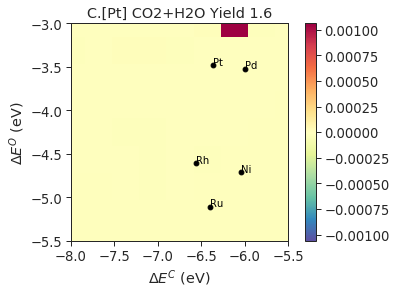 C.[Pt] CO2+H2O Yield 1.6
−3.0
−3.5
−4.0
−4.5
−5.0
−5.5
ΔE^O (eV)
Pt
Pd
Rh
Ni
Ru
−8.0 −7.5 −7.0 −6.5 −6.0 −5.5
ΔE^C (eV)
0.00100
0.00075
0.00050
0.00025
0.00000
−0.00025
−0.00050
−0.00075
−0.00100